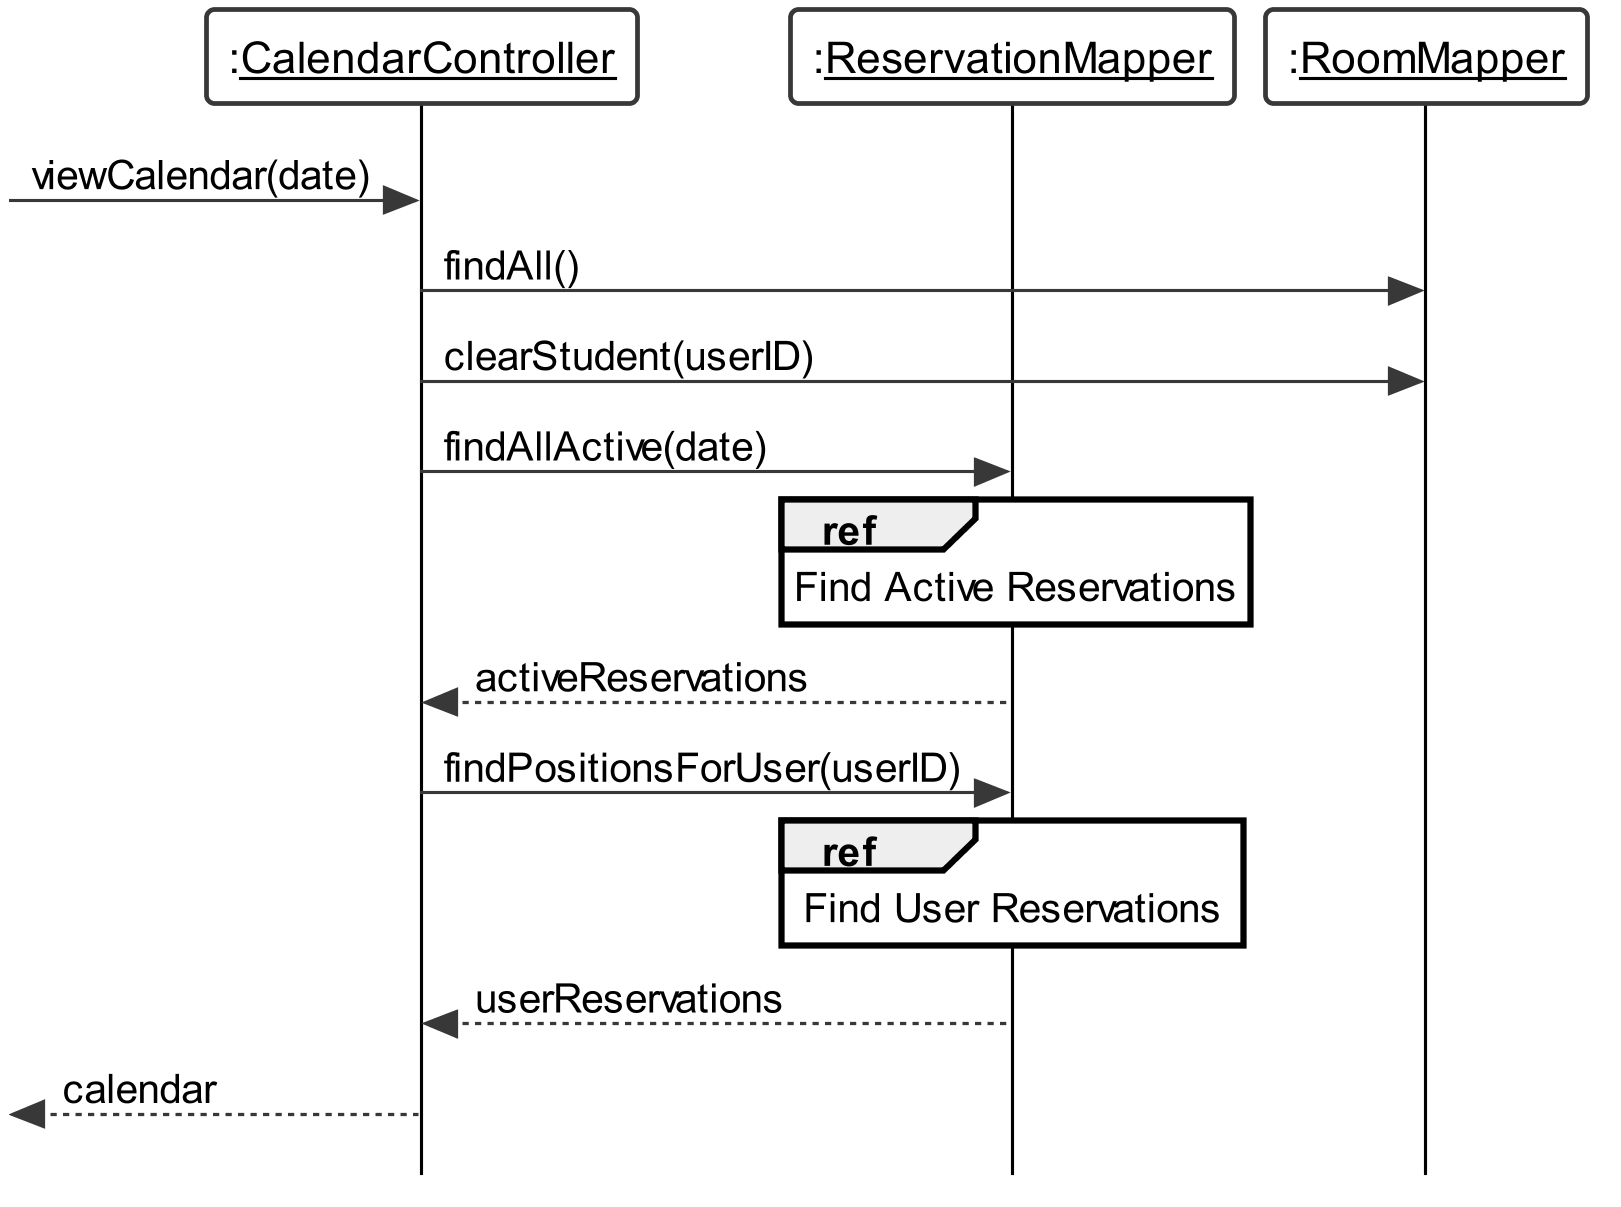 :CalendarController
:ReservationMapper
:RoomMapper
viewCalendar(date)
findAll()
clearStudent(userID)
findAllActive(date)
ref
Find Active Reservations
activeReservations
findPositionsForUser(userID)
ref
Find User Reservations
userReservations
calendar